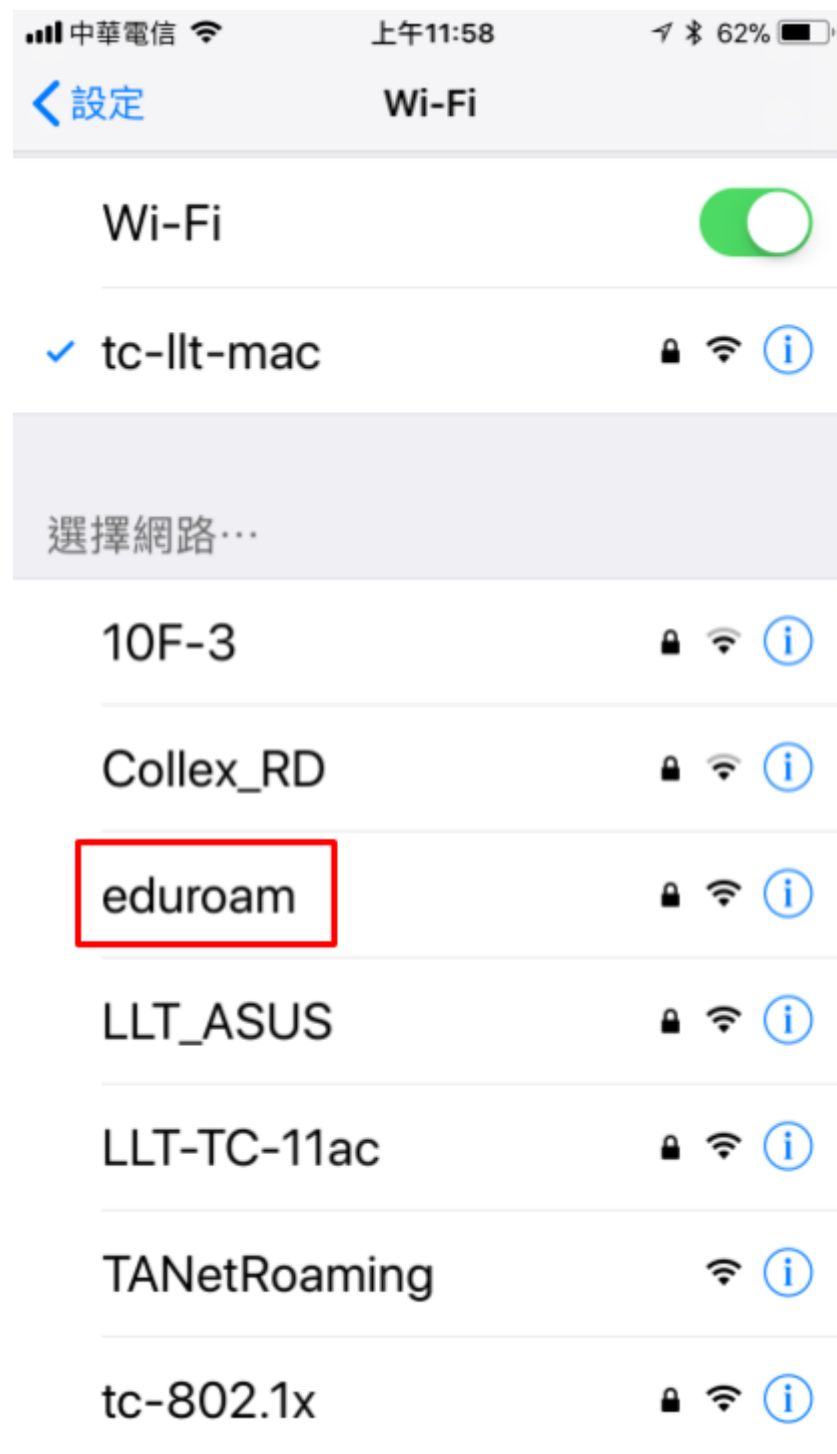 中華電信 上午11:58 62%
設定 Wi-Fi
Wi-Fi
tc-llt-mac
選擇網路⋯
10F-3
Collex_RD
eduroam
LLT_ASUS
LLT-TC-11ac
TANetRoaming
tc-802.1x